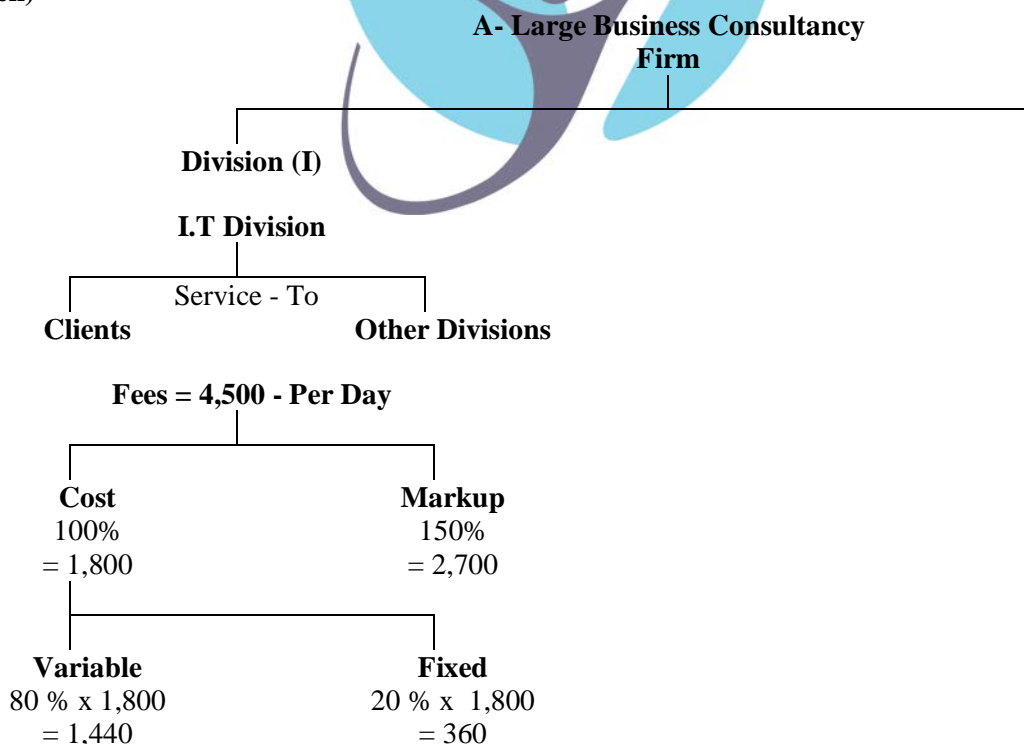 A- Large Business Consultancy
Firm
Division (I)
I.T Division
Service - To
Clients Other Divisions
Fees = 4,500 - Per Day
Cost Markup
100% 150%
= 1,800 = 2,700
Variable Fixed
80 % x 1,800 20 % x 1,800
= 1,440 = 360